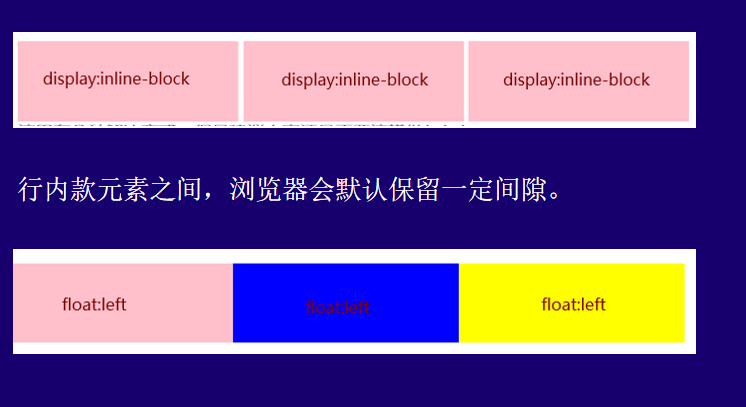 display:inline-block display:inline-block display:inline-block
行内款元素之间，浏览器会默认保留一定间隙。
float:left float:left float:left